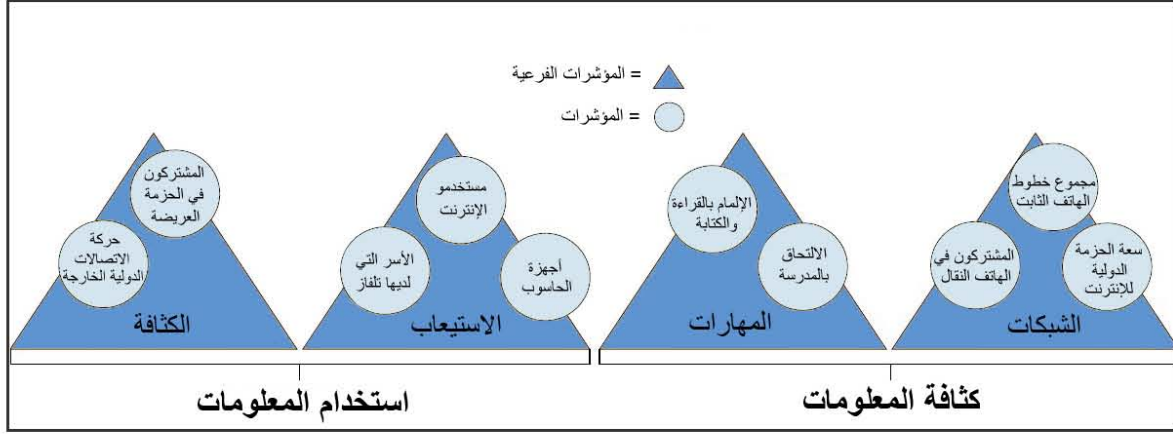 = المؤشرات الفرعية
= المؤشرات
مجموع خطوط
الهاتف الثابت
سعة الحزمة
الدولية
للإنترنت
المشتركون في
الهاتف النقال
الشبكات
الإلمام بالقراءة
والكتابة
الالتحاق
بالمدرسة
المهارات
مستخدمو
الإنترنت
أجهزة
الحاسوب
الأسر التي
لديها تلفاز
الاستيعاب
المشتركون
في الحزمة
العريضة
حركة
الاتصالات
الدولية الخارجة
الكثافة
كثافة المعلومات
استخدام المعلومات